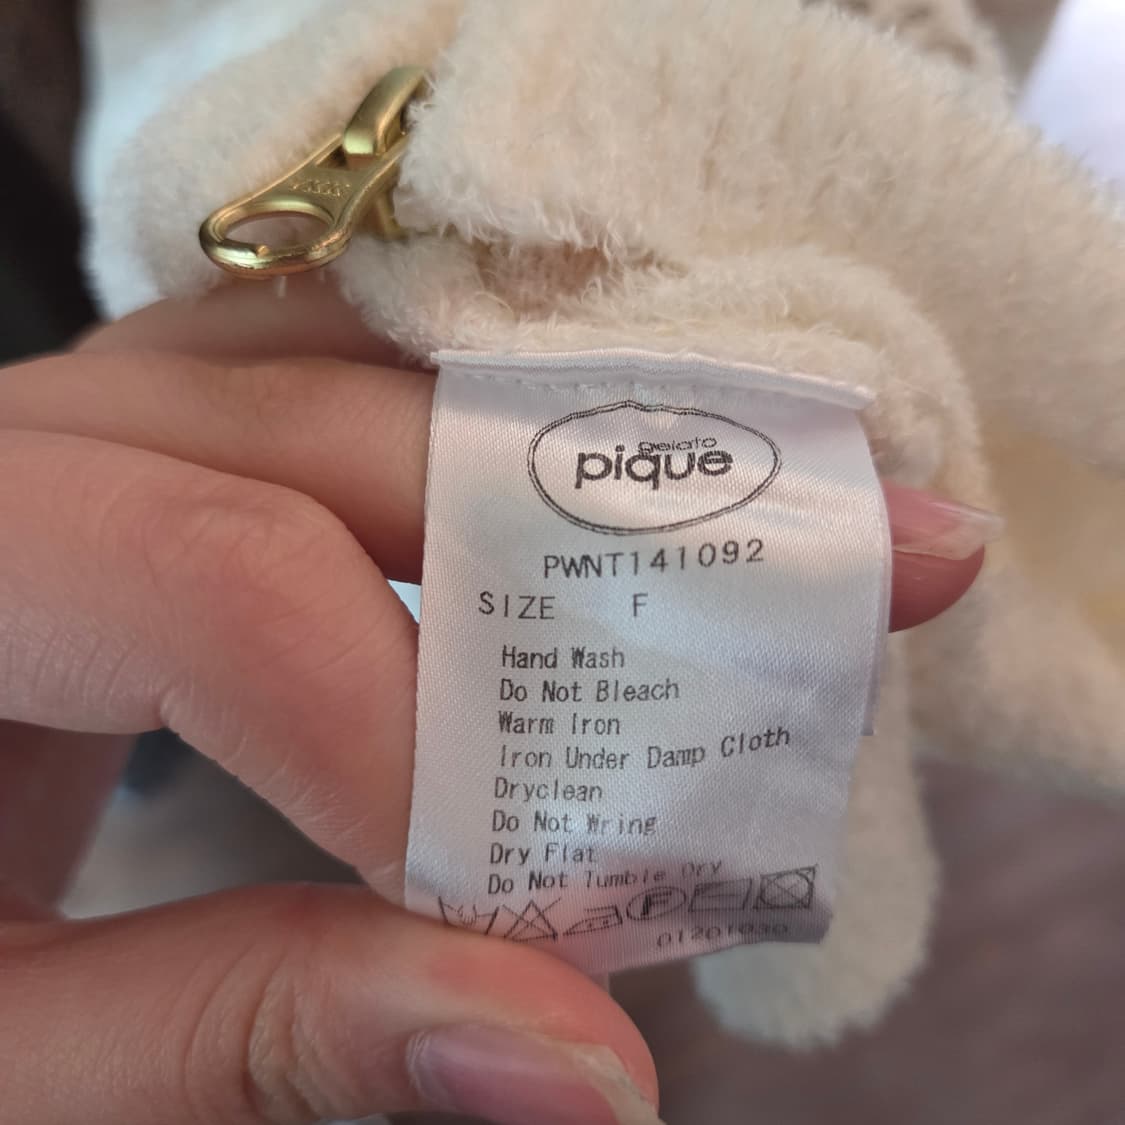 gelato
pique
PWNT141092
SIZE F
Hand Wash
Do Not Bleach
Warm Iron
Iron Under Damp Cloth
Dryclean
Do Not Wring
Dry Flat
Do Not Tumble Dry
F